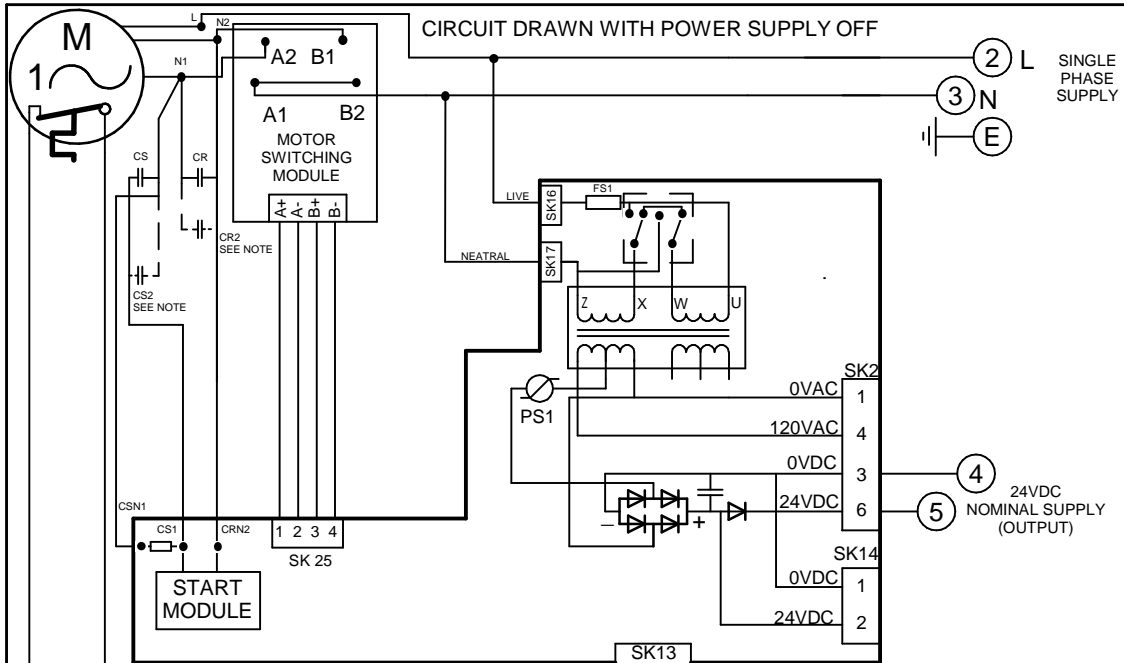 CIRCUIT DRAWN WITH POWER SUPPLY OFF
L
N2
M
1
N1
A2
B1
A1
B2
MOTOR
SWITCHING
MODULE
A+
A-
B+
B-
2
L
SINGLE
PHASE
SUPPLY
3
N
E
CS
CR
CR2
SEE NOTE
CS2
SEE NOTE
LIVE
SK16
FS1
NEATRAL
SK17
Z
X
W
U
PS1
SK2
0VAC
1
120VAC
4
0VDC
3
4
24VDC
6
5
24VDC
NOMINAL SUPPLY
(OUTPUT)
–
+
CSN1
CS1
CRN2
1
2
3
4
SK 25
START
MODULE
SK14
0VDC
1
24VDC
2
SK13